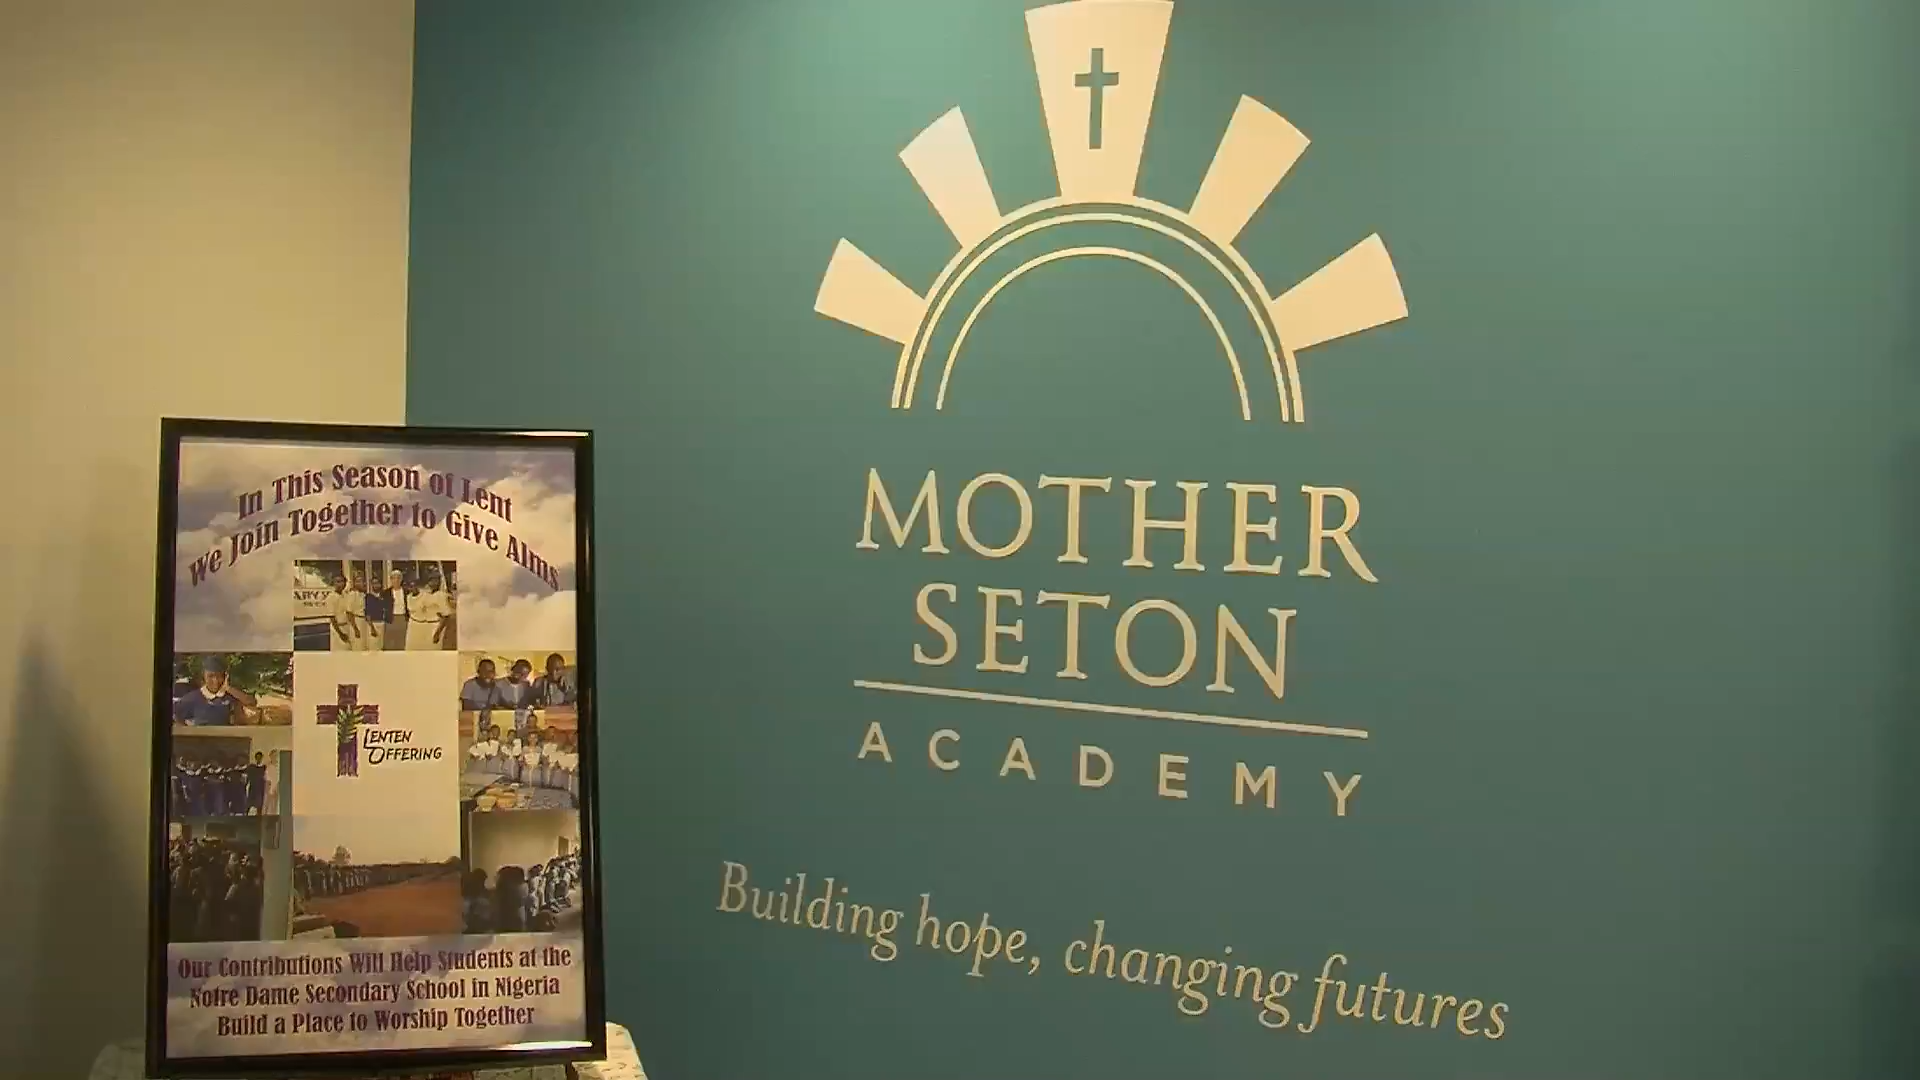 In This Season of Lent
We Join Together to Give Alms
LENTEN
OFFERING
Our Contributions Will Help Students at the
Notre Dame Secondary School in Nigeria
Build a Place to Worship Together
MOTHER
SETON
ACADEMY
Building hope, changing futures